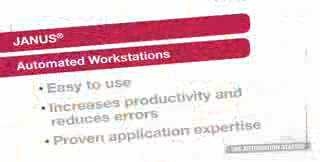 JANUS®
Automated Workstations
• Easy to use
• Increases productivity and
reduces errors
• Proven application expertise